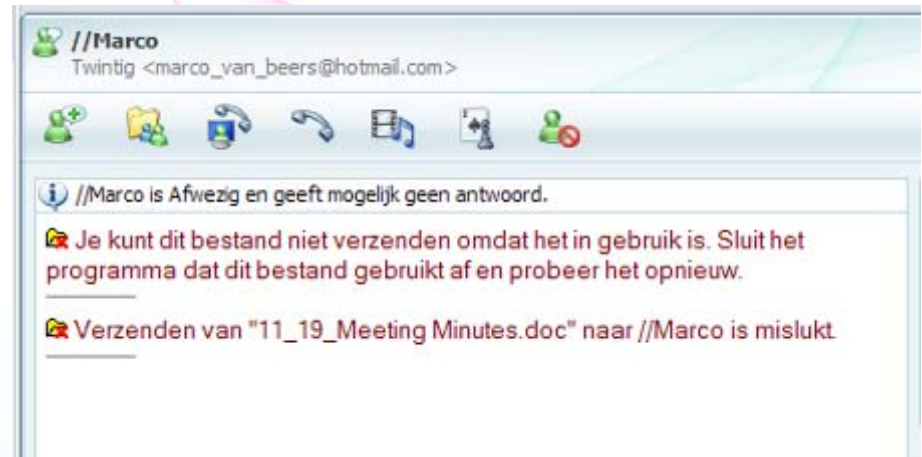 //Marco
Twintig <marco_van_beers@hotmail.com>
//Marco is Afwezig en geeft mogelijk geen antwoord.
Je kunt dit bestand niet verzenden omdat het in gebruik is. Sluit het
programma dat dit bestand gebruikt af en probeer het opnieuw.
Verzenden van "11_19_Meeting Minutes.doc" naar //Marco is mislukt.